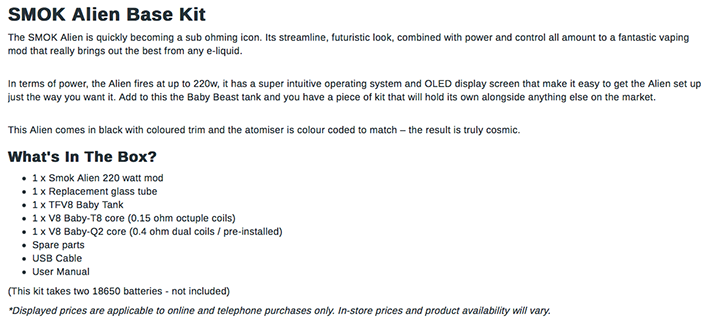 SMOK Alien Base Kit
The SMOK Alien is quickly becoming a sub ohming icon. Its streamline, futuristic look, combined with power and control all amount to a fantastic vaping
mod that really brings out the best from any e-liquid.
In terms of power, the Alien fires at up to 220w, it has a super intuitive operating system and OLED display screen that make it easy to get the Alien set up
just the way you want it. Add to this the Baby Beast tank and you have a piece of kit that will hold its own alongside anything else on the market.
This Alien comes in black with coloured trim and the atomiser is colour coded to match – the result is truly cosmic.
What's In The Box?
• 1 x Smok Alien 220 watt mod
• 1 x Replacement glass tube
• 1 x TFV8 Baby Tank
• 1 x V8 Baby-T8 core (0.15 ohm octuple coils)
• 1 x V8 Baby-Q2 core (0.4 ohm dual coils / pre-installed)
• Spare parts
• USB Cable
• User Manual
(This kit takes two 18650 batteries - not included)
*Displayed prices are applicable to online and telephone purchases only. In-store prices and product availability will vary.